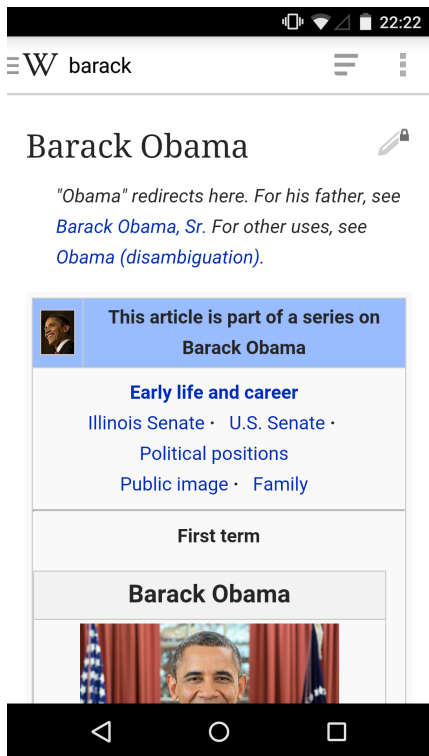 22:22
W barack
Barack Obama
"Obama" redirects here. For his father, see
Barack Obama, Sr. For other uses, see
Obama (disambiguation).
This article is part of a series on
Barack Obama
Early life and career
Illinois Senate · U.S. Senate ·
Political positions
Public image · Family
First term
Barack Obama